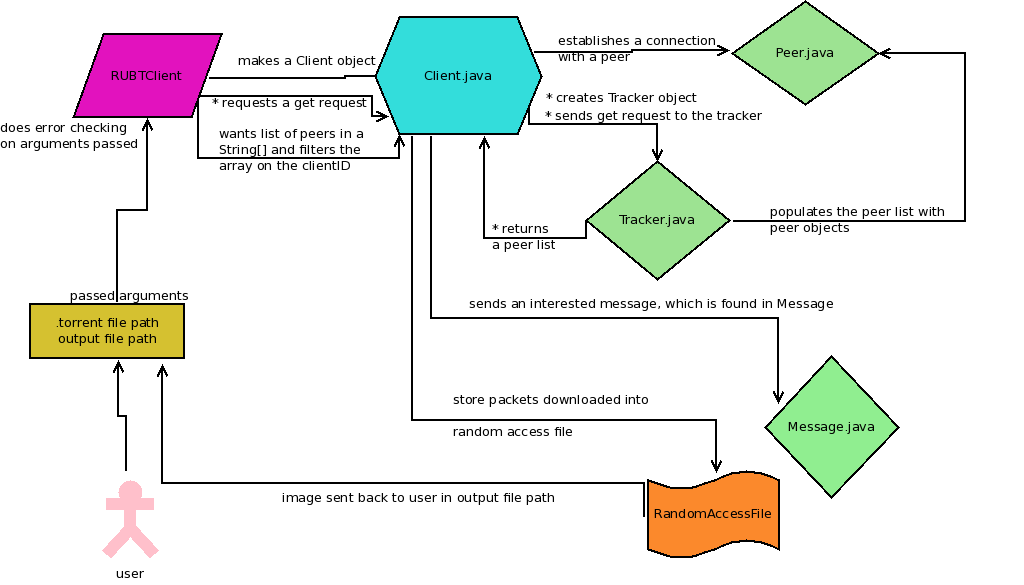 RUBTClient
does error checking
on arguments passed
makes a Client object
* requests a get request
wants list of peers in a
String[] and filters the
array on the clientID
Client.java
establishes a connection
with a peer
Peer.java
* creates Tracker object
* sends get request to the tracker
Tracker.java
* returns
a peer list
populates the peer list with
peer objects
passed arguments
.torrent file path
output file path
sends an interested message, which is found in Message
Message.java
store packets downloaded into
random access file
image sent back to user in output file path
RandomAccessFile
user